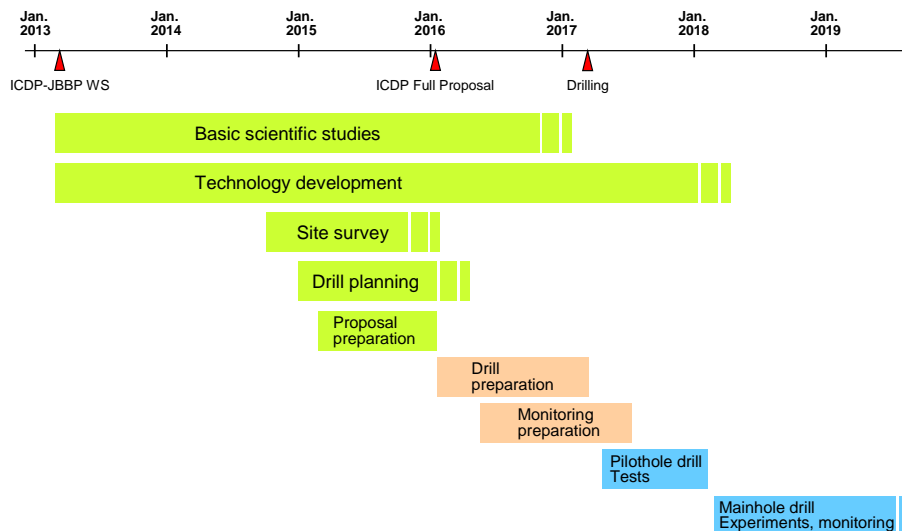 Jan. Jan. Jan. Jan. Jan. Jan. Jan.
2013 2014 2015 2016 2017 2018 2019
ICDP-JBBP WS ICDP Full Proposal Drilling
Basic scientific studies
Technology development
Site survey
Drill planning
Proposal
preparation
Drill
preparation
Monitoring
preparation
Pilothole drill
Tests
Mainhole drill
Experiments, monitoring